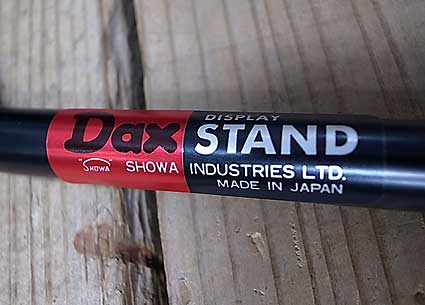 Dax DISPLAY STAND
"SHOWA" SHOWA INDUSTRIES LTD.
MADE IN JAPAN